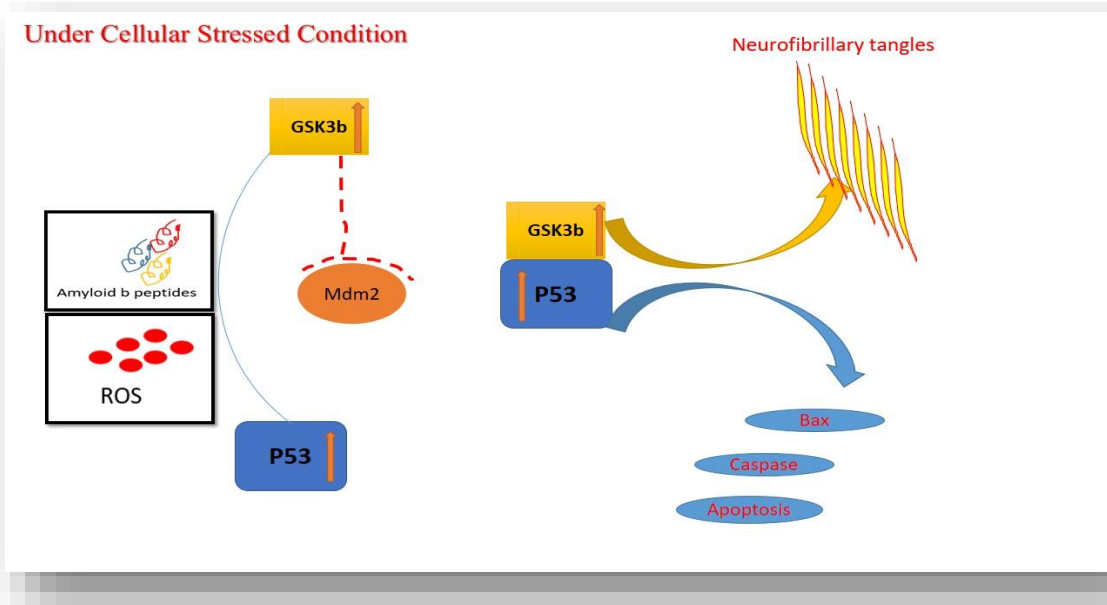 Under Cellular Stressed Condition
Neurofibrillary tangles
GSK3b
Amyloid b peptides
Mdm2
ROS
P53
GSK3b
P53
Bax
Caspase
Apoptosis